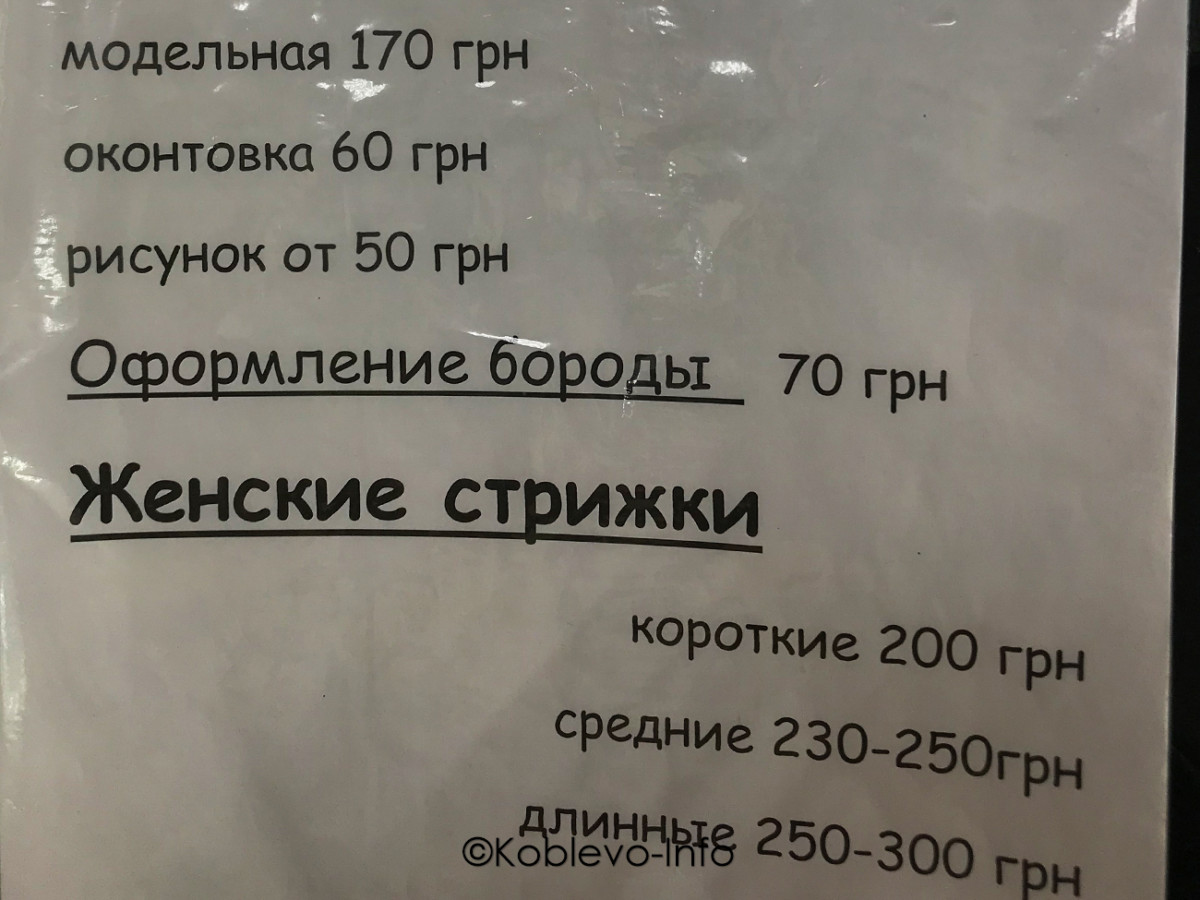 модельная 170 грн
оконтовка 60 грн
рисунок от 50 грн
Оформление бороды 70 грн
Женские стрижки
короткие 200 грн
средние 230-250грн
длинные 250-300 грн
©Koblevo-Info